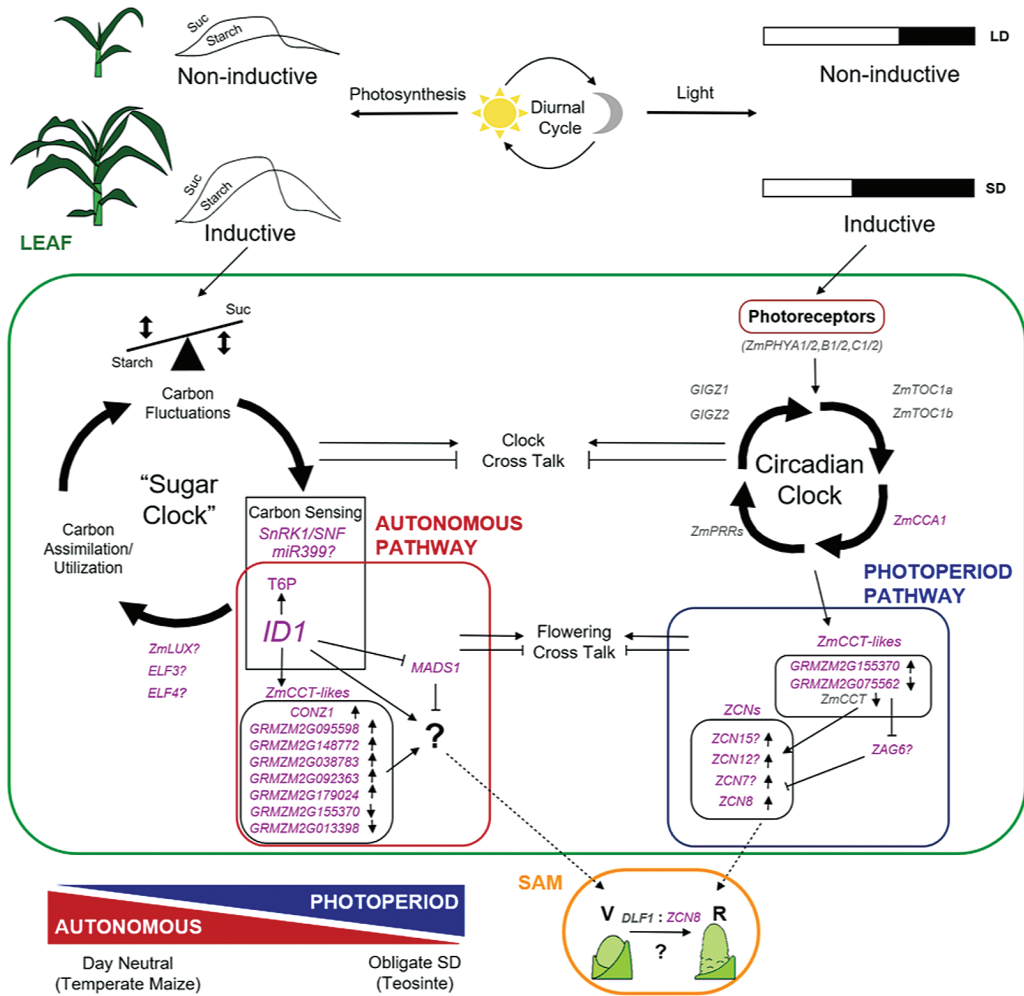 Suc
Starch
Non-inductive
Photosynthesis
Diurnal
Cycle
Light
LD
Non-inductive
Suc
Starch
Inductive
LEAF
SD
Inductive
Suc
Starch
Carbon
Fluctuations
"Sugar
Clock"
Carbon
Assimilation/
Utilization
ZmLUX?
ELF3?
ELF4?
Carbon Sensing
SnRK1/SNF
miR399?
T6P
ID1
AUTONOMOUS
PATHWAY
MADS1
?
ZmCCT-likes
CONZ1
GRMZM2G095598
GRMZM2G148772
GRMZM2G038783
GRMZM2G092363
GRMZM2G179024
GRMZM2G155370
GRMZM2G013398
Clock
Cross Talk
Flowering
Cross Talk
Photoreceptors
(ZmPHYA1/2,B1/2,C1/2)
GIGZ1
GIGZ2
ZmTOC1a
ZmTOC1b
Circadian
Clock
ZmPRRs
ZmCCA1
PHOTOPERIOD
PATHWAY
ZmCCT-likes
GRMZM2G155370
GRMZM2G075562
ZmCCT
ZCNs
ZCN15?
ZCN12?
ZCN7?
ZCN8
ZAG6?
SAM
V
DLF1 : ZCN8
R
?
PHOTOPERIOD
AUTONOMOUS
Day Neutral
(Temperate Maize)
Obligate SD
(Teosinte)